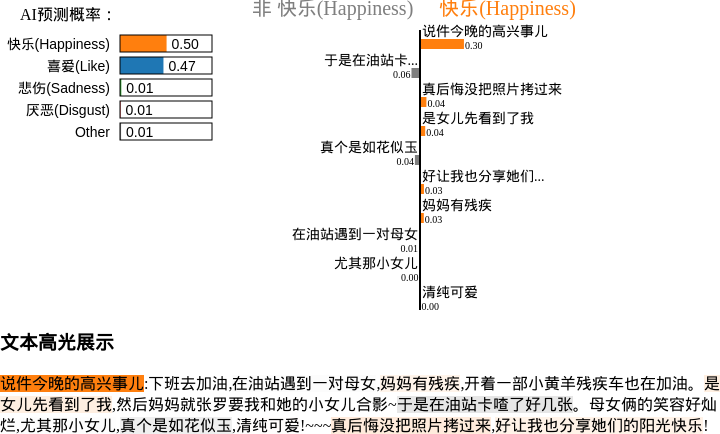 AI预测概率：
快乐(Happiness) 0.50
喜爱(Like) 0.47
悲伤(Sadness) 0.01
厌恶(Disgust) 0.01
Other 0.01
非 快乐(Happiness) 快乐(Happiness)
说件今晚的高兴事儿
0.30
于是在油站卡...
0.06
真后悔没把照片拷过来
0.04
是女儿先看到了我
0.04
真个是如花似玉
0.04
好让我也分享她们...
0.03
妈妈有残疾
0.03
在油站遇到一对母女
0.01
尤其那小女儿
0.00
清纯可爱
0.00
文本高光展示
说件今晚的高兴事儿:下班去加油,在油站遇到一对母女,妈妈有残疾,开着一部小黄羊残疾车也在加油。是
女儿先看到了我,然后妈妈就张罗要我和她的小女儿合影~于是在油站卡喳了好几张。母女俩的笑容好灿
烂,尤其那小女儿,真个是如花似玉,清纯可爱!~~~真后悔没把照片拷过来,好让我也分享她们的阳光快乐!